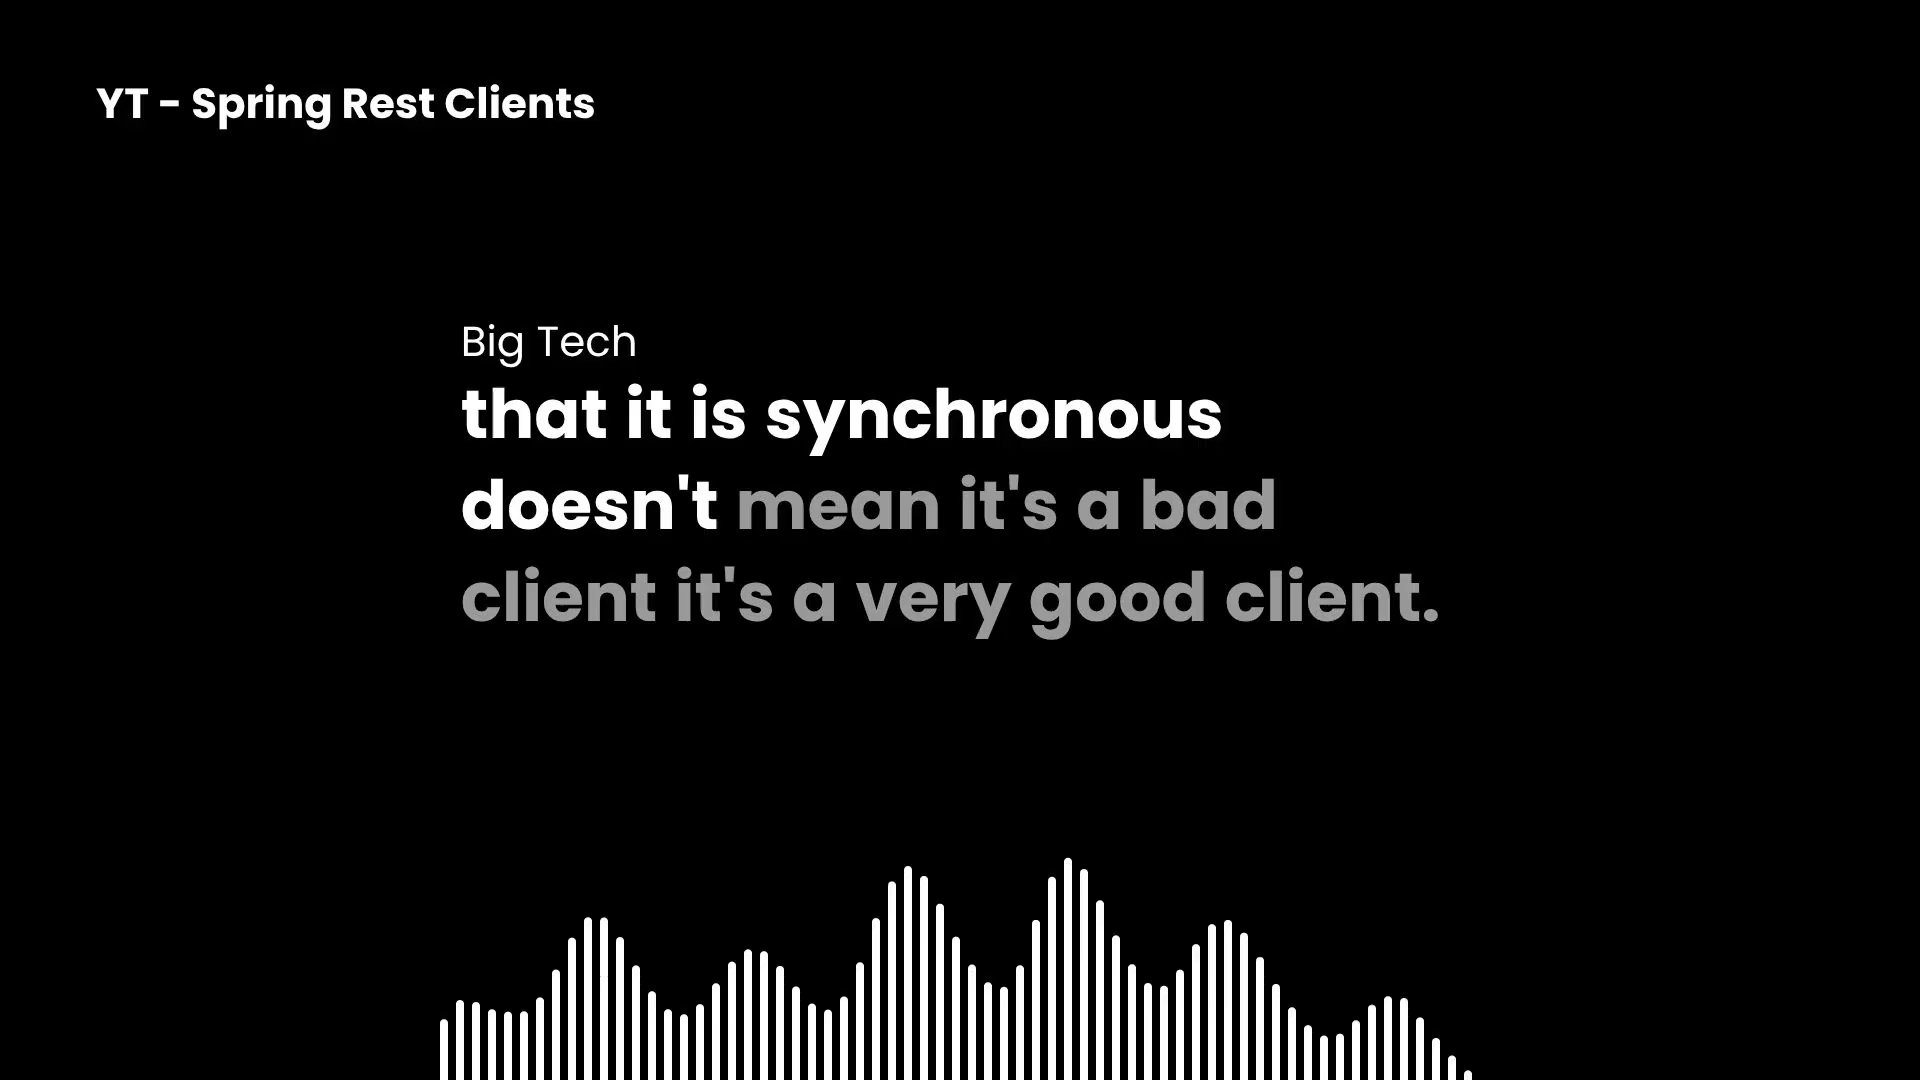 YT - Spring Rest Clients
Big Tech
that it is synchronous
doesn't mean it's a bad
client it's a very good client.